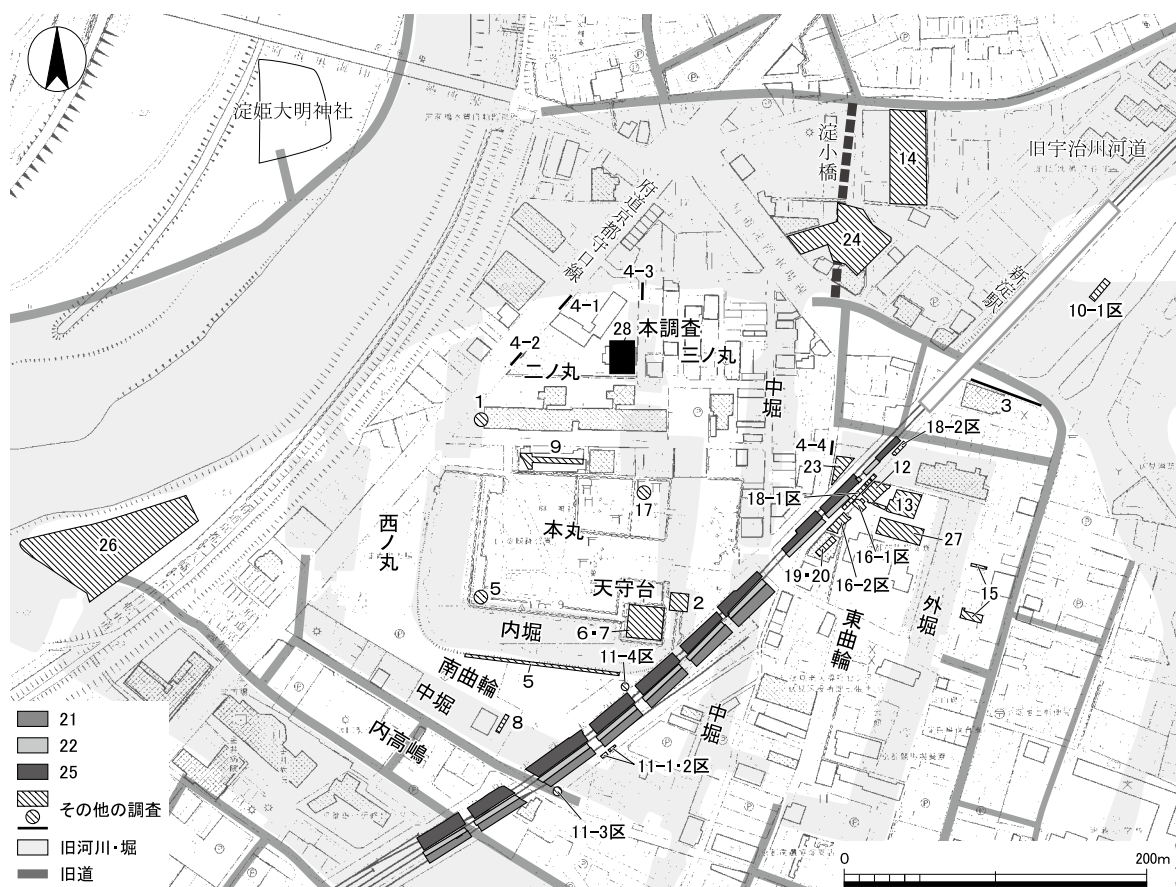 淀姫大明神社
淀小橋
14
旧宇治川河道
府道京都守口線
24
新淀駅
4-3
10-1区
4-1
28
本調査
4-2
三ノ丸
二ノ丸
中堀
3
1
18-2区
4-4
9
23
12
18-1区
13
17
西ノ丸
本丸
27
26
16-1区
19・20
16-2区
5
天守台
2
15
外堀
6・7
東曲輪
内堀
11-4区
南曲輪
5
中堀
中堀
8
内高嶋
11-1・2区
11-3区
21
22
25
その他の調査
旧河川・堀
旧道
0
200m